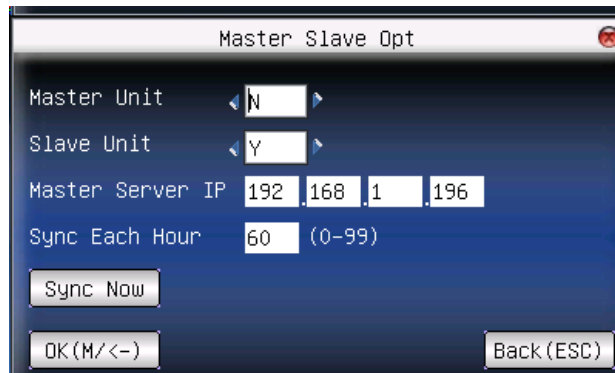 Master Slave Opt
Master Unit N
Slave Unit Y
Master Server IP 192.168.1.196
Sync Each Hour 60 (0-99)
Sync Now
OK(M/<-) Back(ESC)